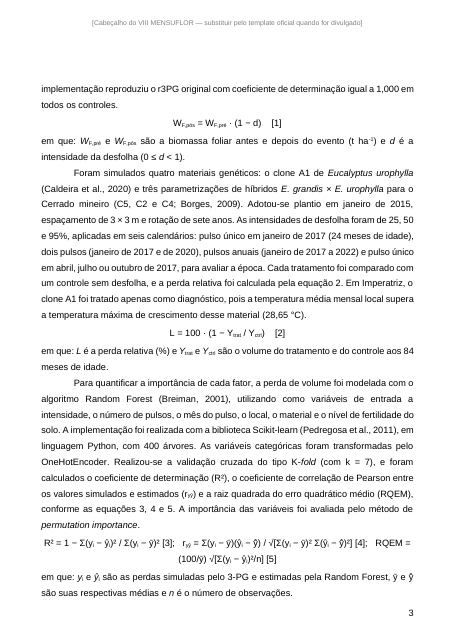 [Cabeçalho do VIII MENSUFLOR — substituir pelo template oficial quando for divulgado]
implementação reproduziu o r3PG original com coeficiente de determinação igual a 1,000 em
todos os controles.
W_F,pós = W_F,pré · (1 − d) [1]
em que: W_F,pré e W_F,pós são a biomassa foliar antes e depois do evento (t ha⁻¹) e d é a
intensidade da desfolha (0 ≤ d < 1).
Foram simulados quatro materiais genéticos: o clone A1 de Eucalyptus urophylla
(Caldeira et al., 2020) e três parametrizações de híbridos E. grandis × E. urophylla para o
Cerrado mineiro (C5, C2 e C4; Borges, 2009). Adotou-se plantio em janeiro de 2015,
espaçamento de 3 × 3 m e rotação de sete anos. As intensidades de desfolha foram 25, 50
e 95%, aplicadas em seis calendários: pulso único em janeiro de 2017 (24 meses de idade),
dois pulsos (janeiro de 2017 e de 2020), pulsos anuais (janeiro de 2017 a 2022) e pulso único
em abril, julho ou outubro de 2017, para avaliar a época. Cada tratamento foi comparado com
um controle sem desfolha, e a perda relativa foi calculada pela equação 2. Em Imperatriz, o
clone A1 foi tratado apenas como diagnóstico, pois a temperatura média mensal local supera
a temperatura máxima de crescimento desse material (28,65 °C).
L = 100 · (1 − Y_trat / Y_ctrl) [2]
em que: L é a perda relativa (%) e Y_trat e Y_ctrl são o volume do tratamento e do controle aos 84
meses de idade.
Para quantificar a importância de cada fator, a perda de volume foi modelada com o
algoritmo Random Forest (Breiman, 2001), utilizando como variáveis de entrada a
intensidade, o número de pulsos, o mês do pulso, o local, o material e o nível de fertilidade do
solo. A implementação foi realizada com a biblioteca Scikit-learn (Pedregosa et al., 2011), em
linguagem Python, com 400 árvores. As variáveis categóricas foram transformadas pelo
OneHotEncoder. Realizou-se a validação cruzada do tipo K-fold (com k = 7), e foram
calculados o coeficiente de determinação (R²), o coeficiente de correlação de Pearson entre
os valores simulados e estimados (r_yŷ) e a raiz quadrada do erro quadrático médio (RQEM),
conforme as equações 3, 4 e 5. A importância das variáveis foi avaliada pelo método de
permutation importance.
R² = 1 − Σ(yᵢ − ŷᵢ)² / Σ(yᵢ − ȳ)² [3]; r_yŷ = Σ(yᵢ − ȳ)(ŷᵢ − ŷ̄) / √[Σ(yᵢ − ȳ)² Σ(ŷᵢ − ŷ̄)²] [4]; RQEM =
(100/ȳ) √[Σ(yᵢ − ŷᵢ)²/n] [5]
em que: yᵢ e ŷᵢ são as perdas simuladas pelo 3-PG e estimadas pela Random Forest, ȳ e ŷ̄
são suas respectivas médias e n é o número de observações.
3